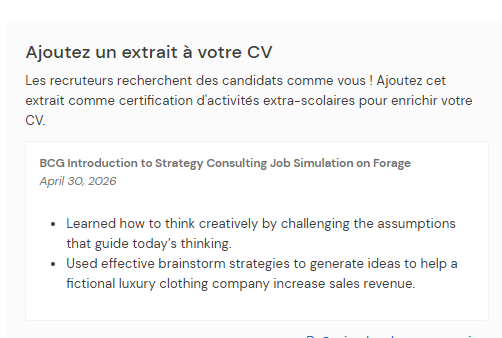 Ajoutez un extrait à votre CV
Les recruteurs recherchent des candidats comme vous ! Ajoutez cet
extrait comme certification d'activités extra-scolaires pour enrichir votre
CV.
BCG Introduction to Strategy Consulting Job Simulation on Forage
April 30, 2026
• Learned how to think creatively by challenging the assumptions
that guide today's thinking.
• Used effective brainstorm strategies to generate ideas to help a
fictional luxury clothing company increase sales revenue.